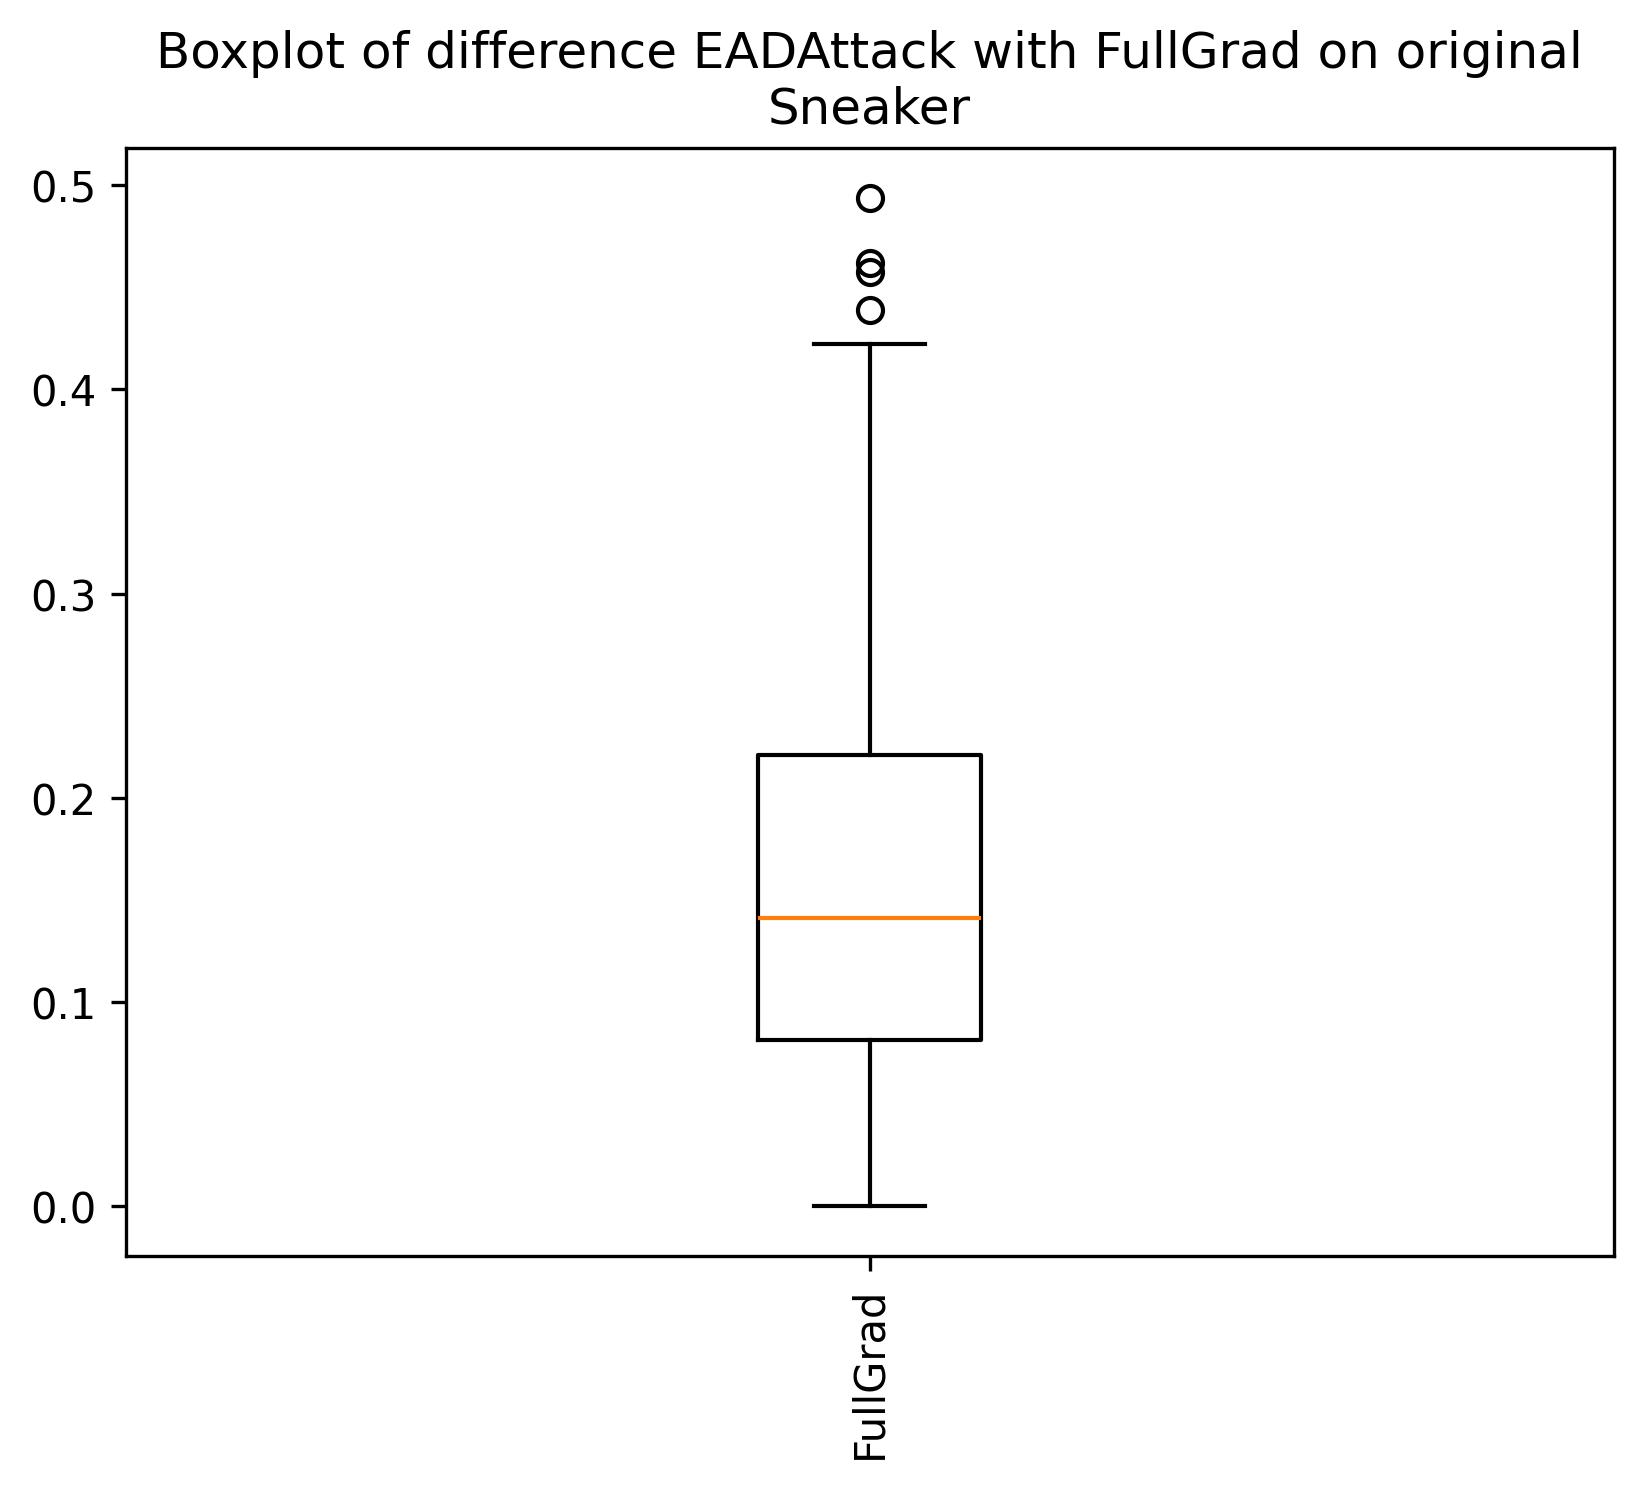 Boxplot of difference EADAttack with FullGrad on original
Sneaker
0.5
0.4
0.3
0.2
0.1
0.0
FullGrad